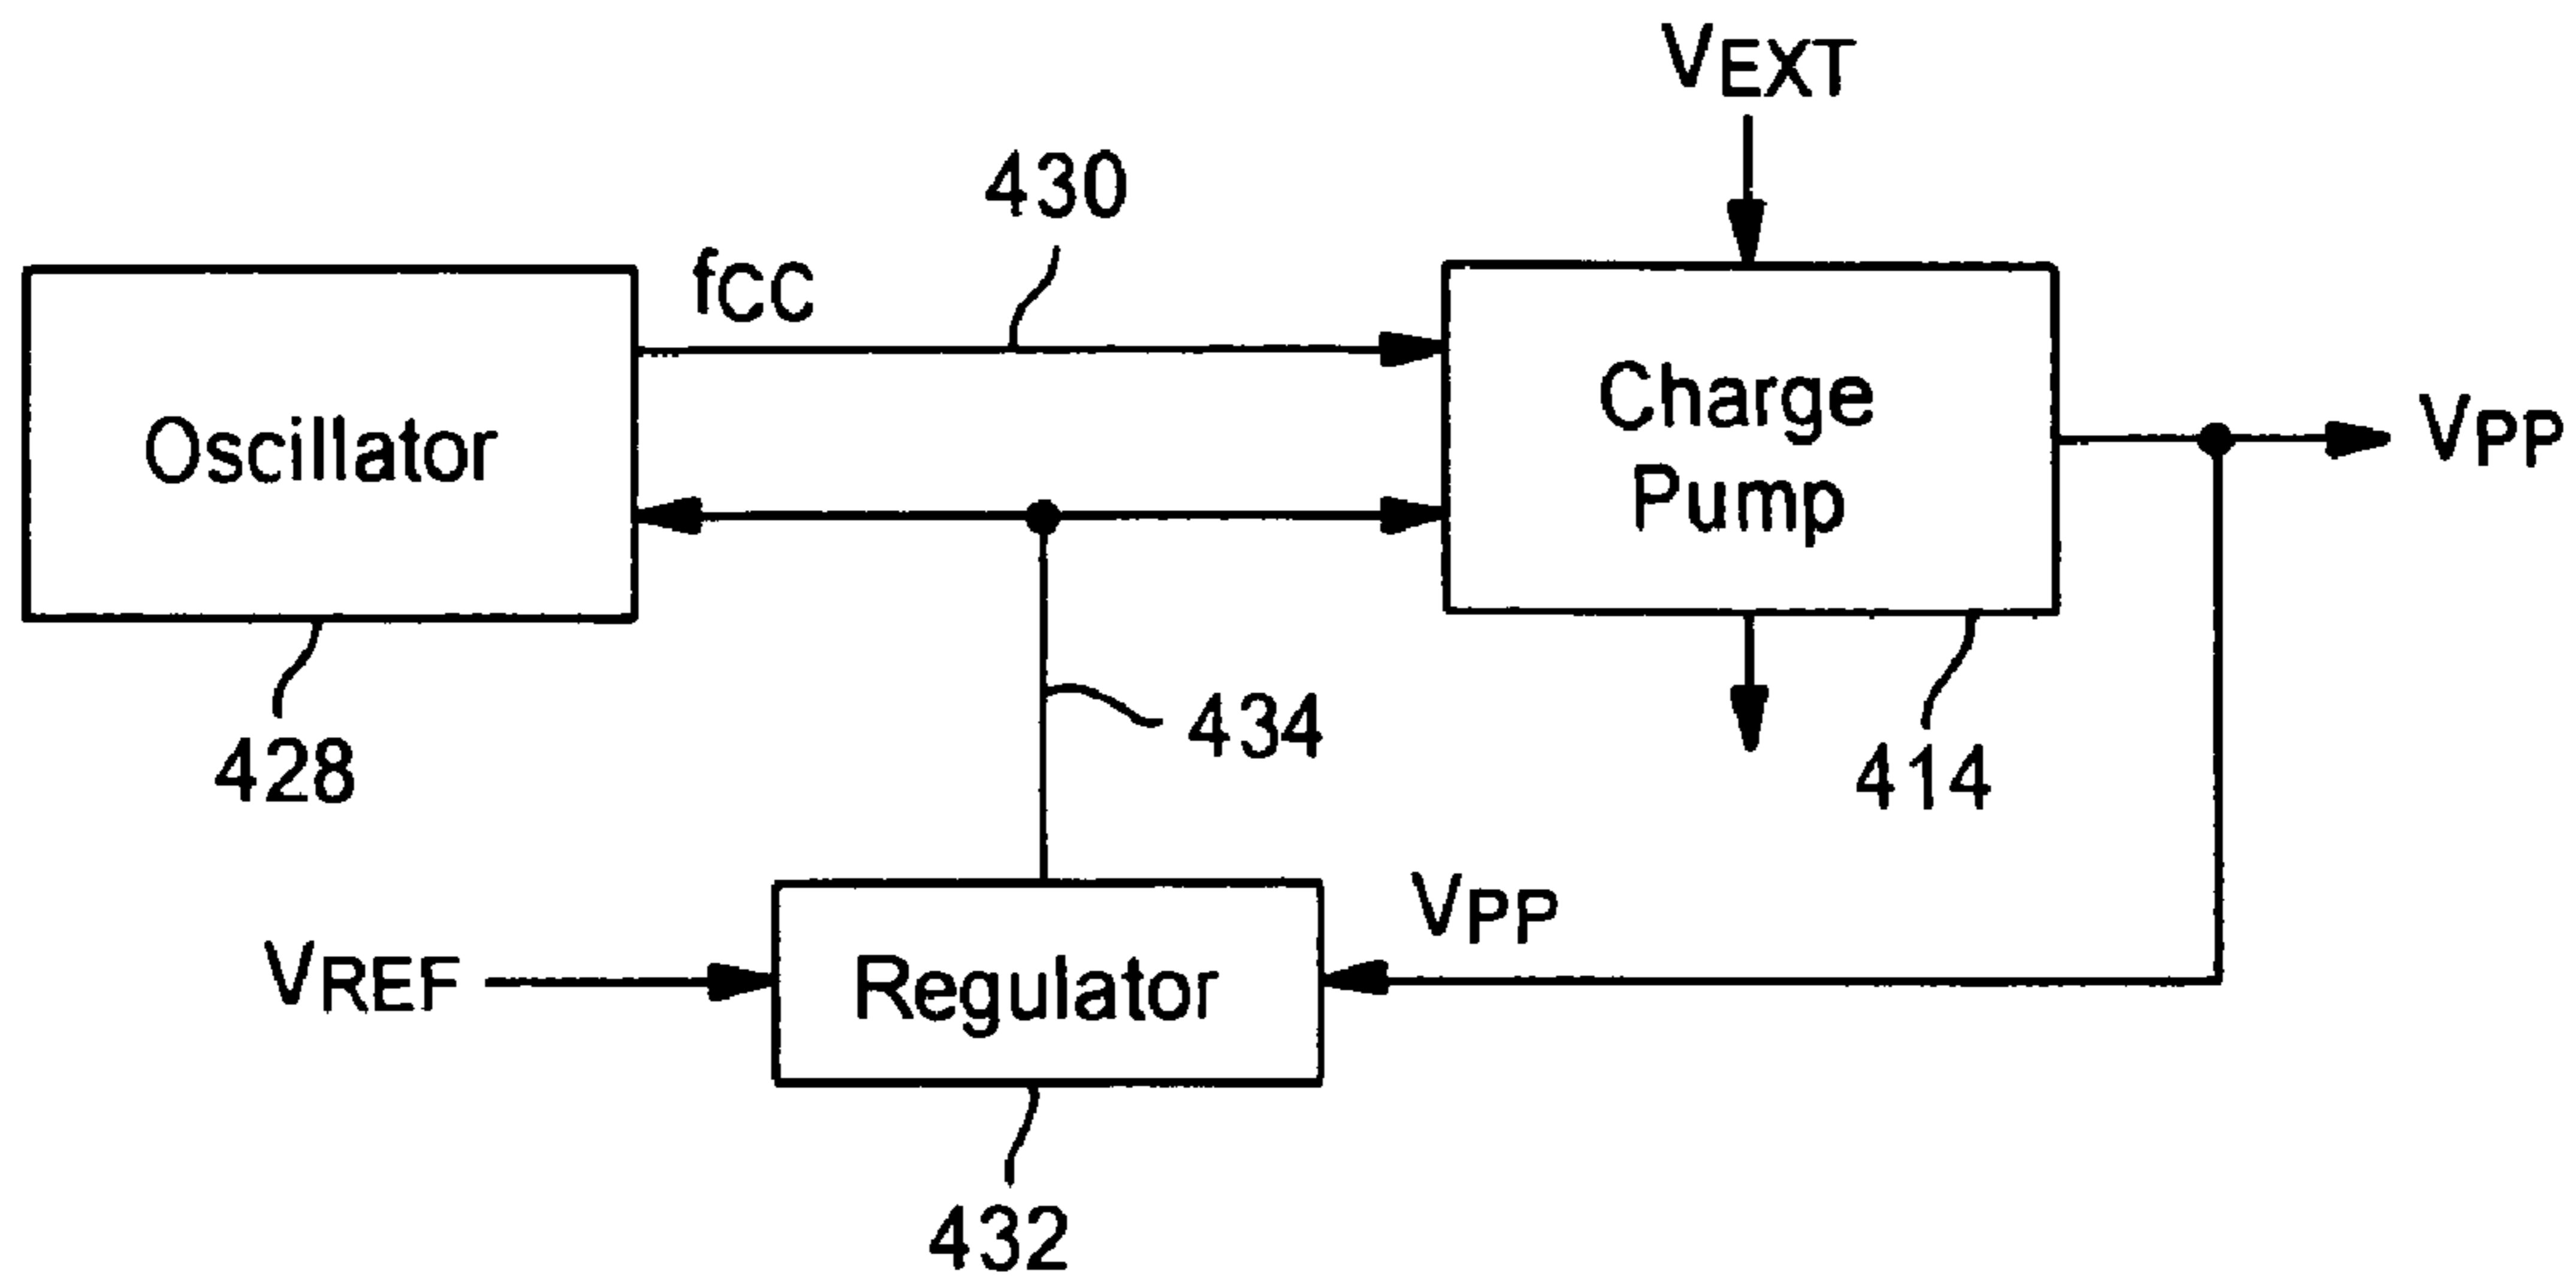 VEXT
430
fCC
Oscillator
Charge
Pump
VPP
428
434
414
VPP
VREF
Regulator
432